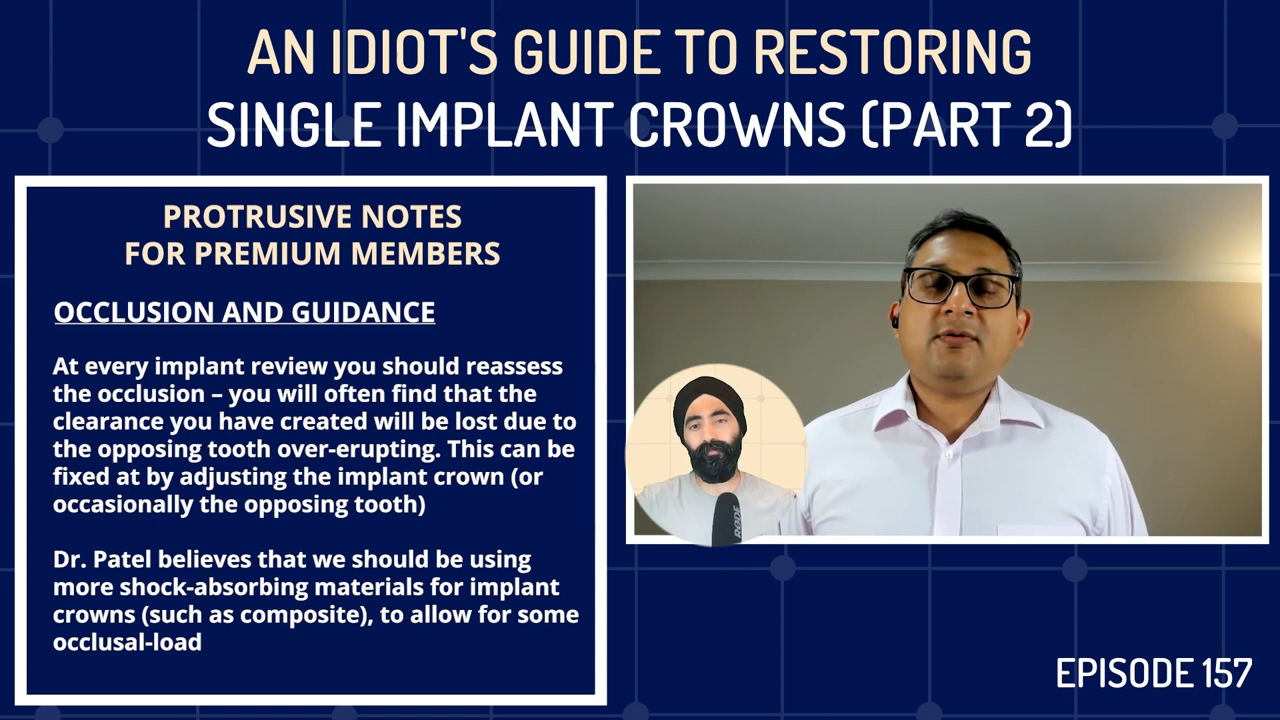 AN IDIOT'S GUIDE TO RESTORING
SINGLE IMPLANT CROWNS (PART 2)
PROTRUSIVE NOTES
FOR PREMIUM MEMBERS
OCCLUSION AND GUIDANCE
At every implant review you should reassess
the occlusion – you will often find that the
clearance you have created will be lost due to
the opposing tooth over-erupting. This can be
fixed at by adjusting the implant crown (or
occasionally the opposing tooth)
Dr. Patel believes that we should be using
more shock-absorbing materials for implant
crowns (such as composite), to allow for some
occlusal-load
RODE
EPISODE 157